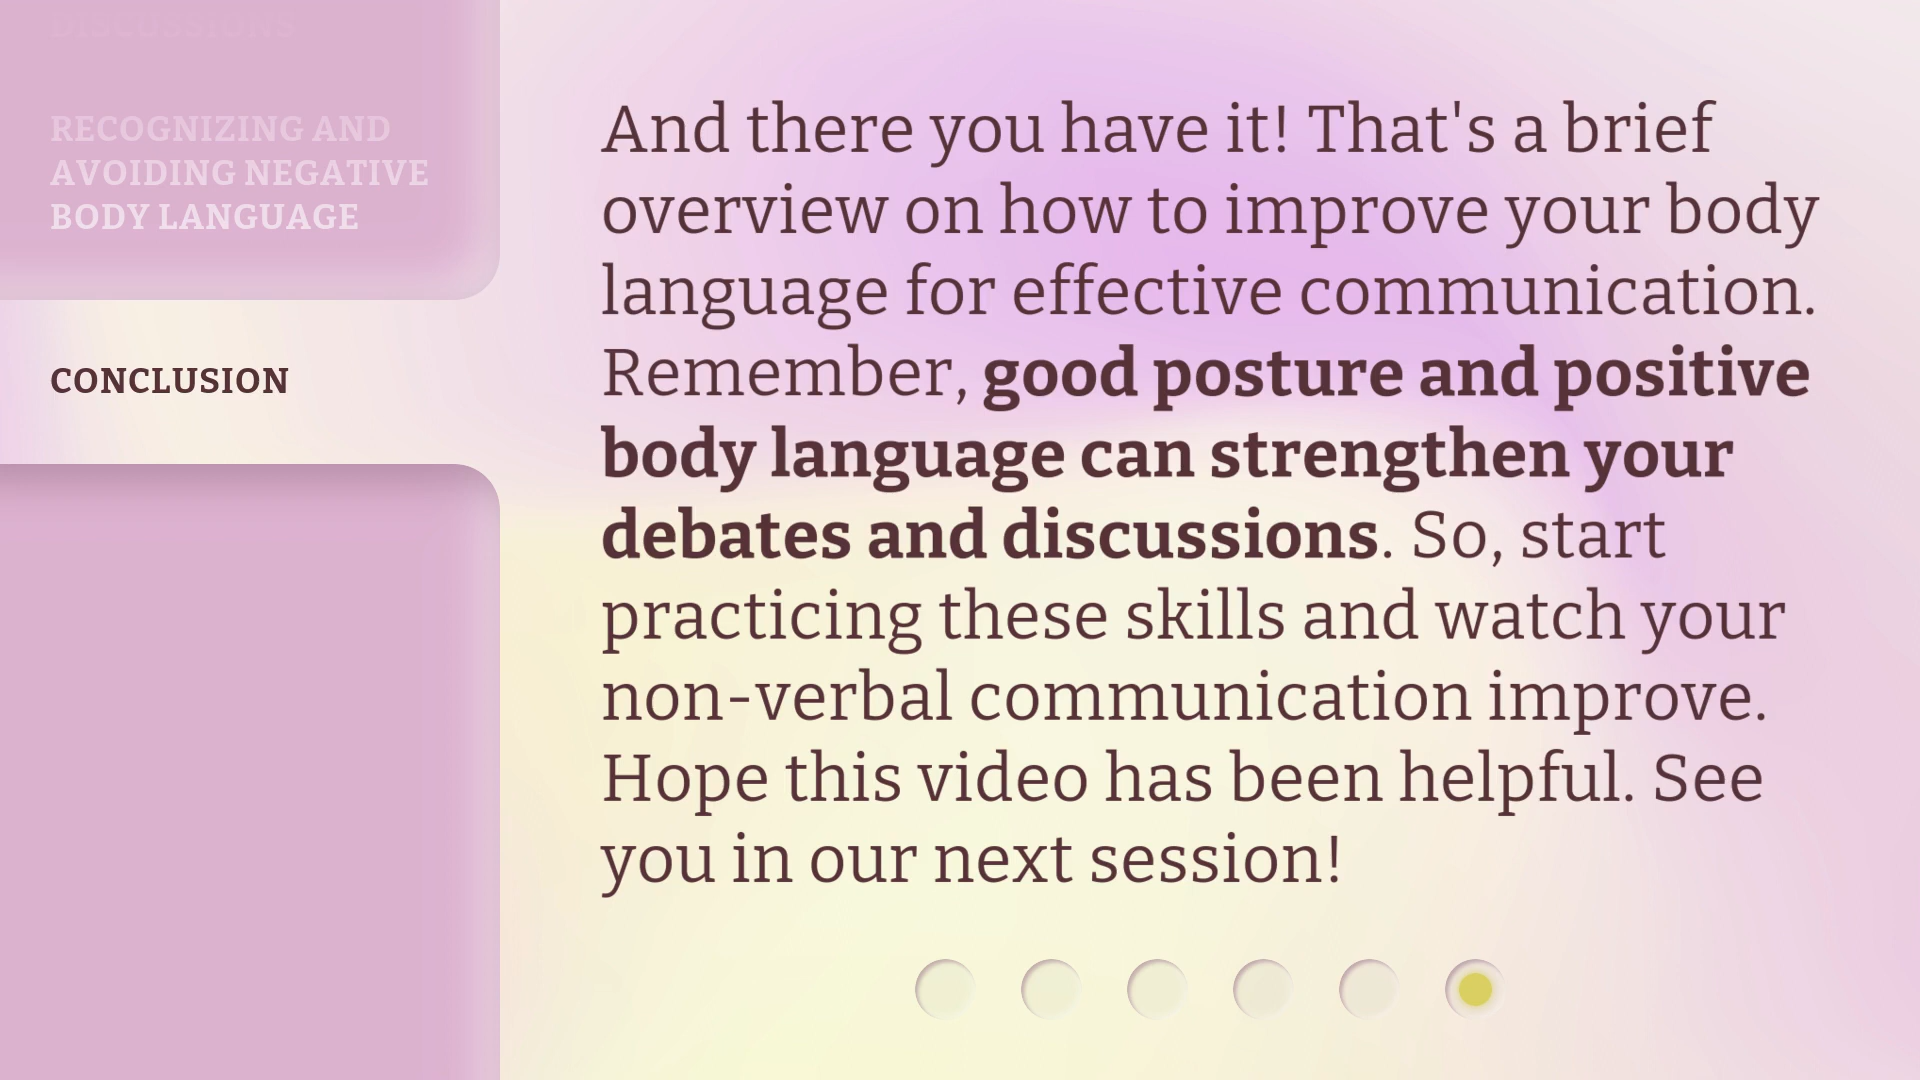 DISCUSSIONS
RECOGNIZING AND
AVOIDING NEGATIVE
BODY LANGUAGE
CONCLUSION
And there you have it! That's a brief
overview on how to improve your body
language for effective communication.
Remember, good posture and positive
body language can strengthen your
debates and discussions. So, start
practicing these skills and watch your
non-verbal communication improve.
Hope this video has been helpful. See
you in our next session!